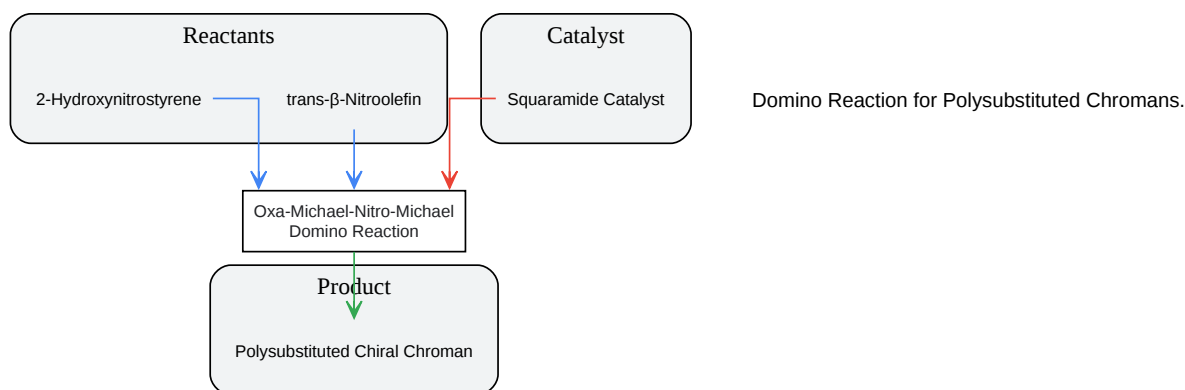 Reactants
Catalyst
2-Hydroxynitrostyrene
trans-β-Nitroolefin
Squaramide Catalyst
Domino Reaction for Polysubstituted Chromans.
Oxa-Michael-Nitro-Michael
Domino Reaction
Product
Polysubstituted Chiral Chroman